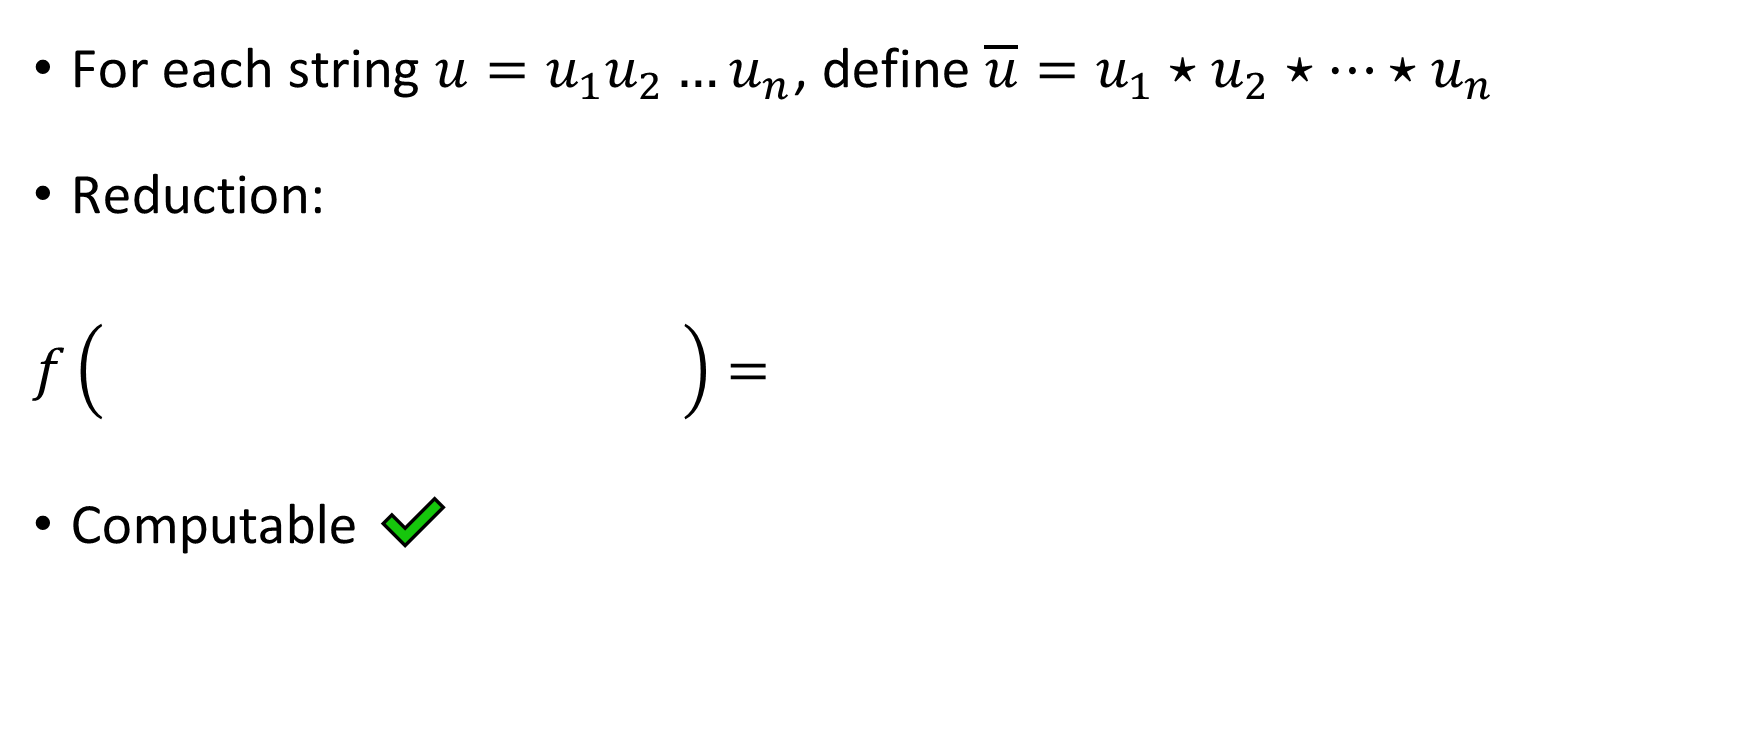 • For each string u = u₁u₂ … uₙ, define u̅ = u₁ ⋆ u₂ ⋆ ⋯ ⋆ uₙ
• Reduction:
f ( ) =
• Computable ✔